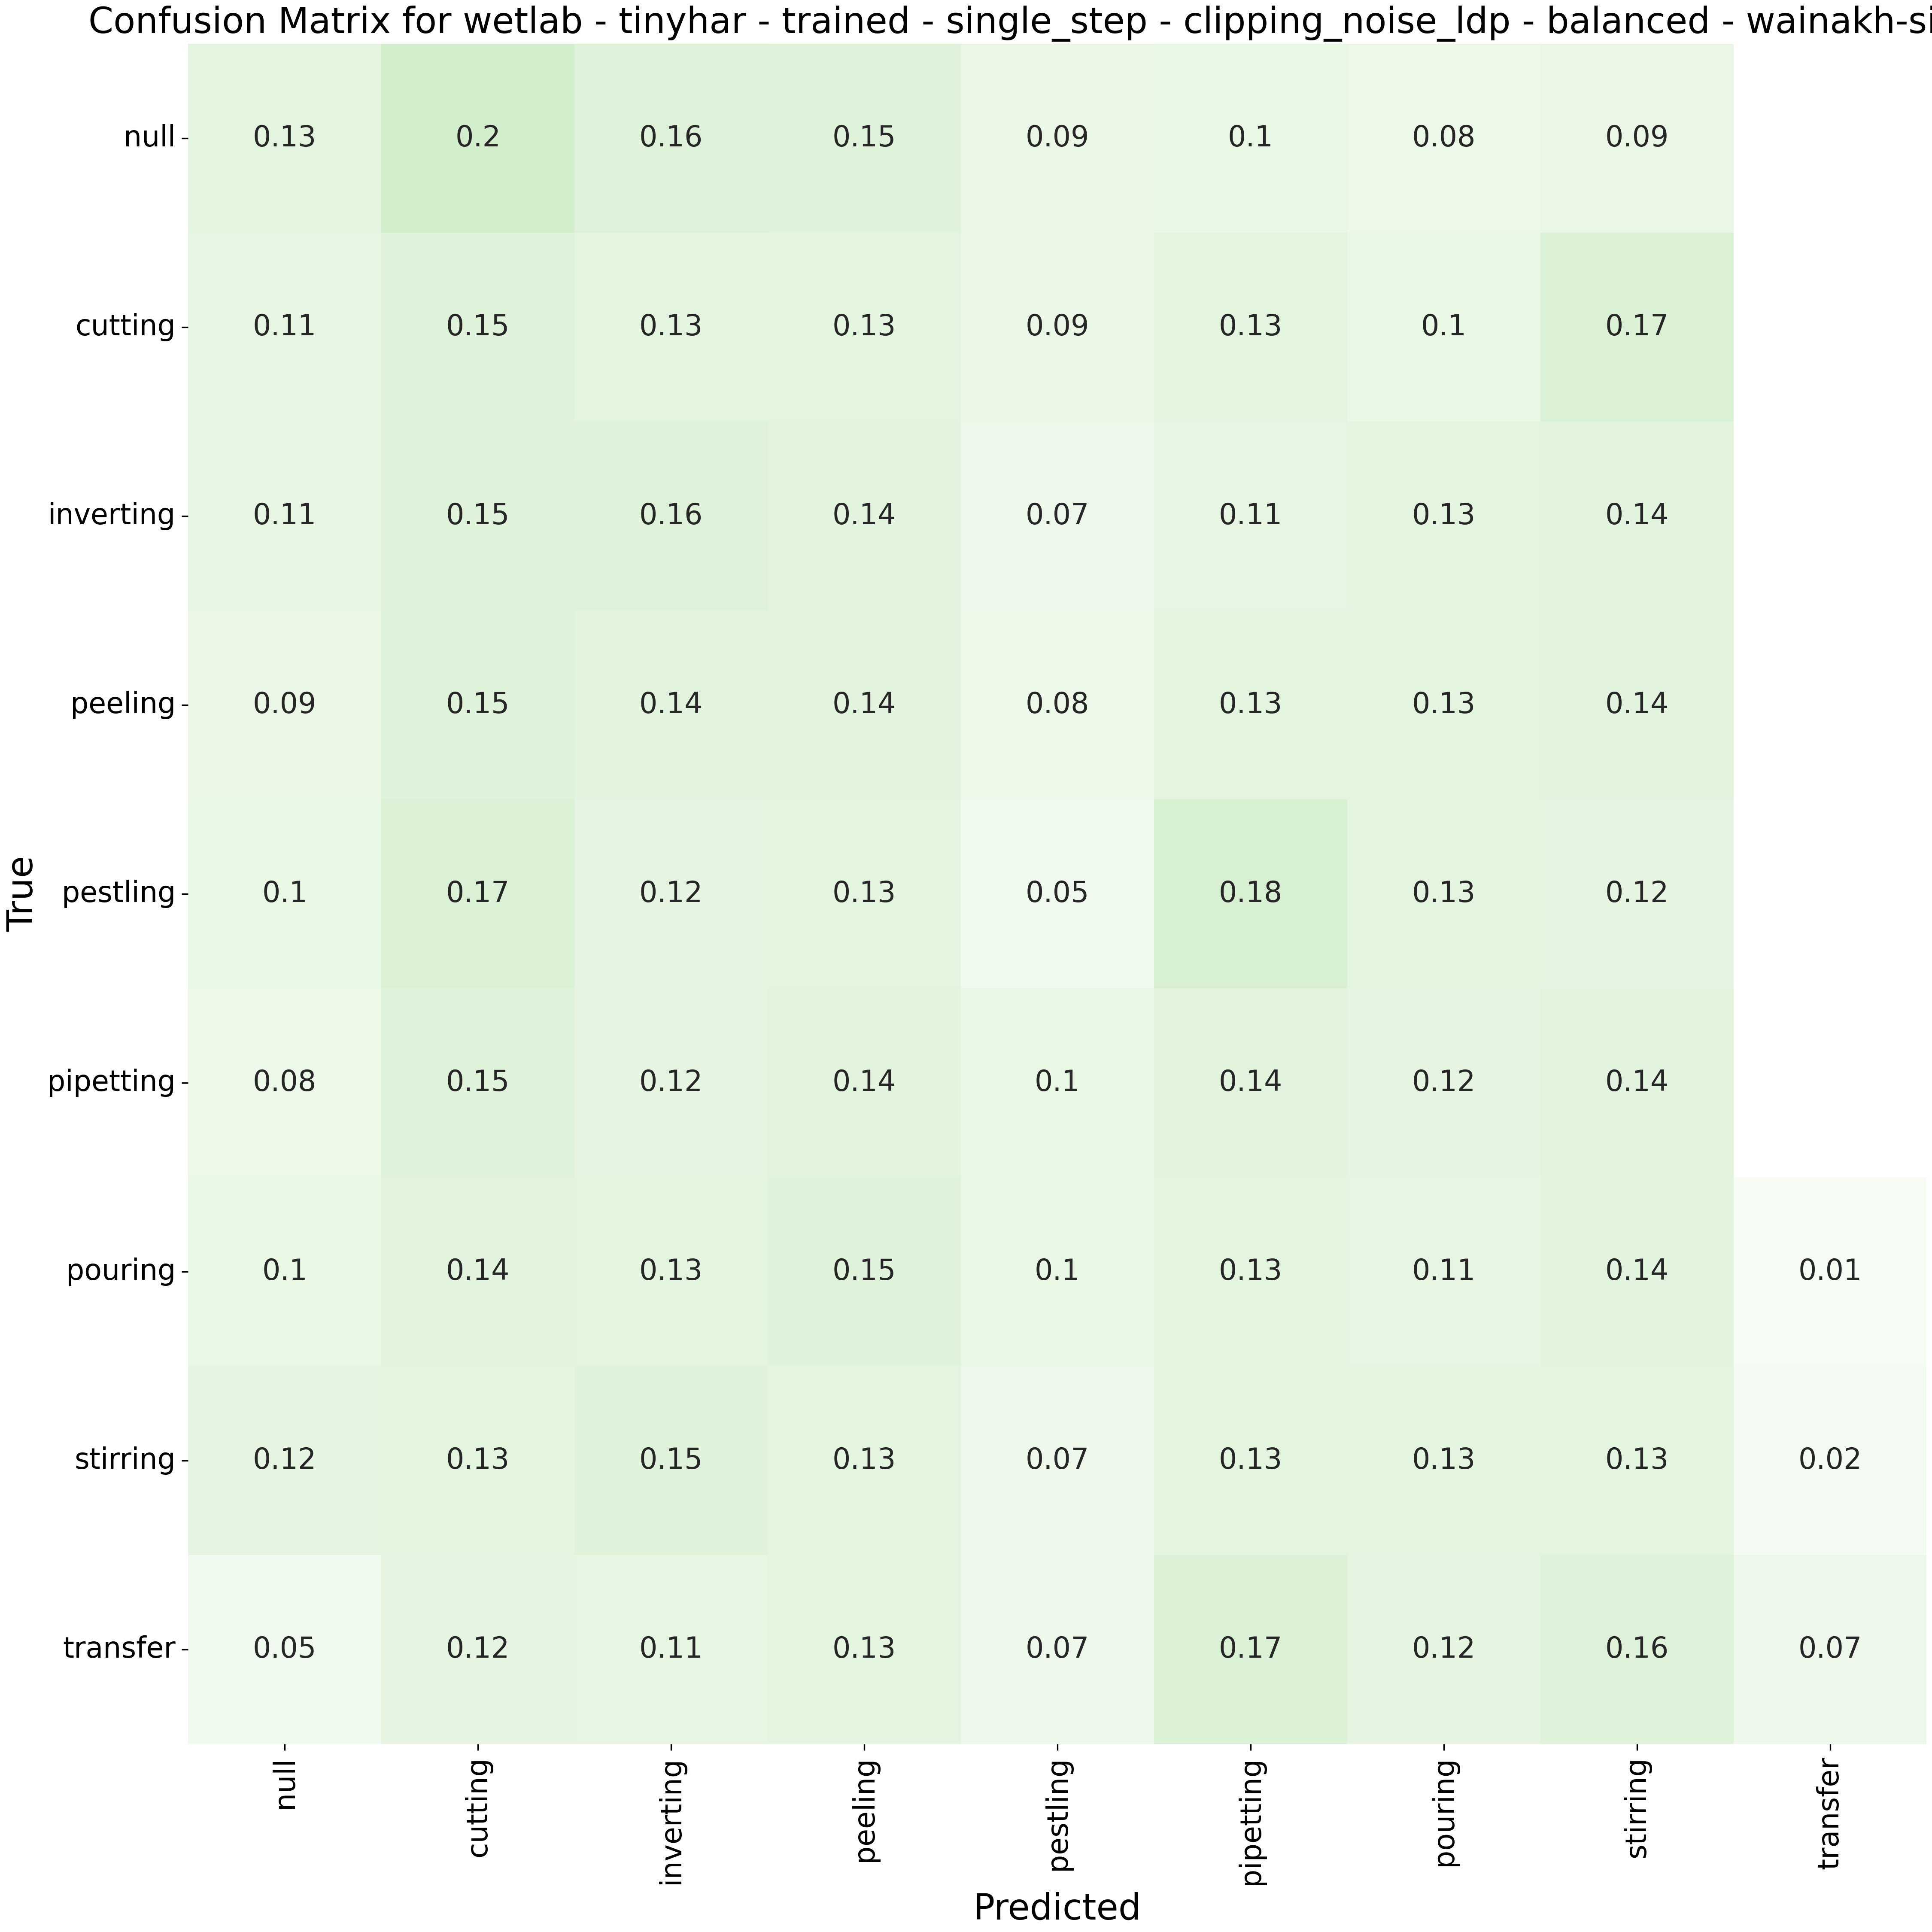 Confusion Matrix for wetlab - tinyhar - trained - single_step - clipping_noise_ldp - balanced - wainakh-si
null 0.13 0.2 0.16 0.15 0.09 0.1 0.08 0.09
cutting 0.11 0.15 0.13 0.13 0.09 0.13 0.1 0.17
inverting 0.11 0.15 0.16 0.14 0.07 0.11 0.13 0.14
peeling 0.09 0.15 0.14 0.14 0.08 0.13 0.13 0.14
pestling 0.1 0.17 0.12 0.13 0.05 0.18 0.13 0.12
pipetting 0.08 0.15 0.12 0.14 0.1 0.14 0.12 0.14
pouring 0.1 0.14 0.13 0.15 0.1 0.13 0.11 0.14 0.01
stirring 0.12 0.13 0.15 0.13 0.07 0.13 0.13 0.13 0.02
transfer 0.05 0.12 0.11 0.13 0.07 0.17 0.12 0.16 0.07
True
null cutting inverting peeling pestling pipetting pouring stirring transfer
Predicted